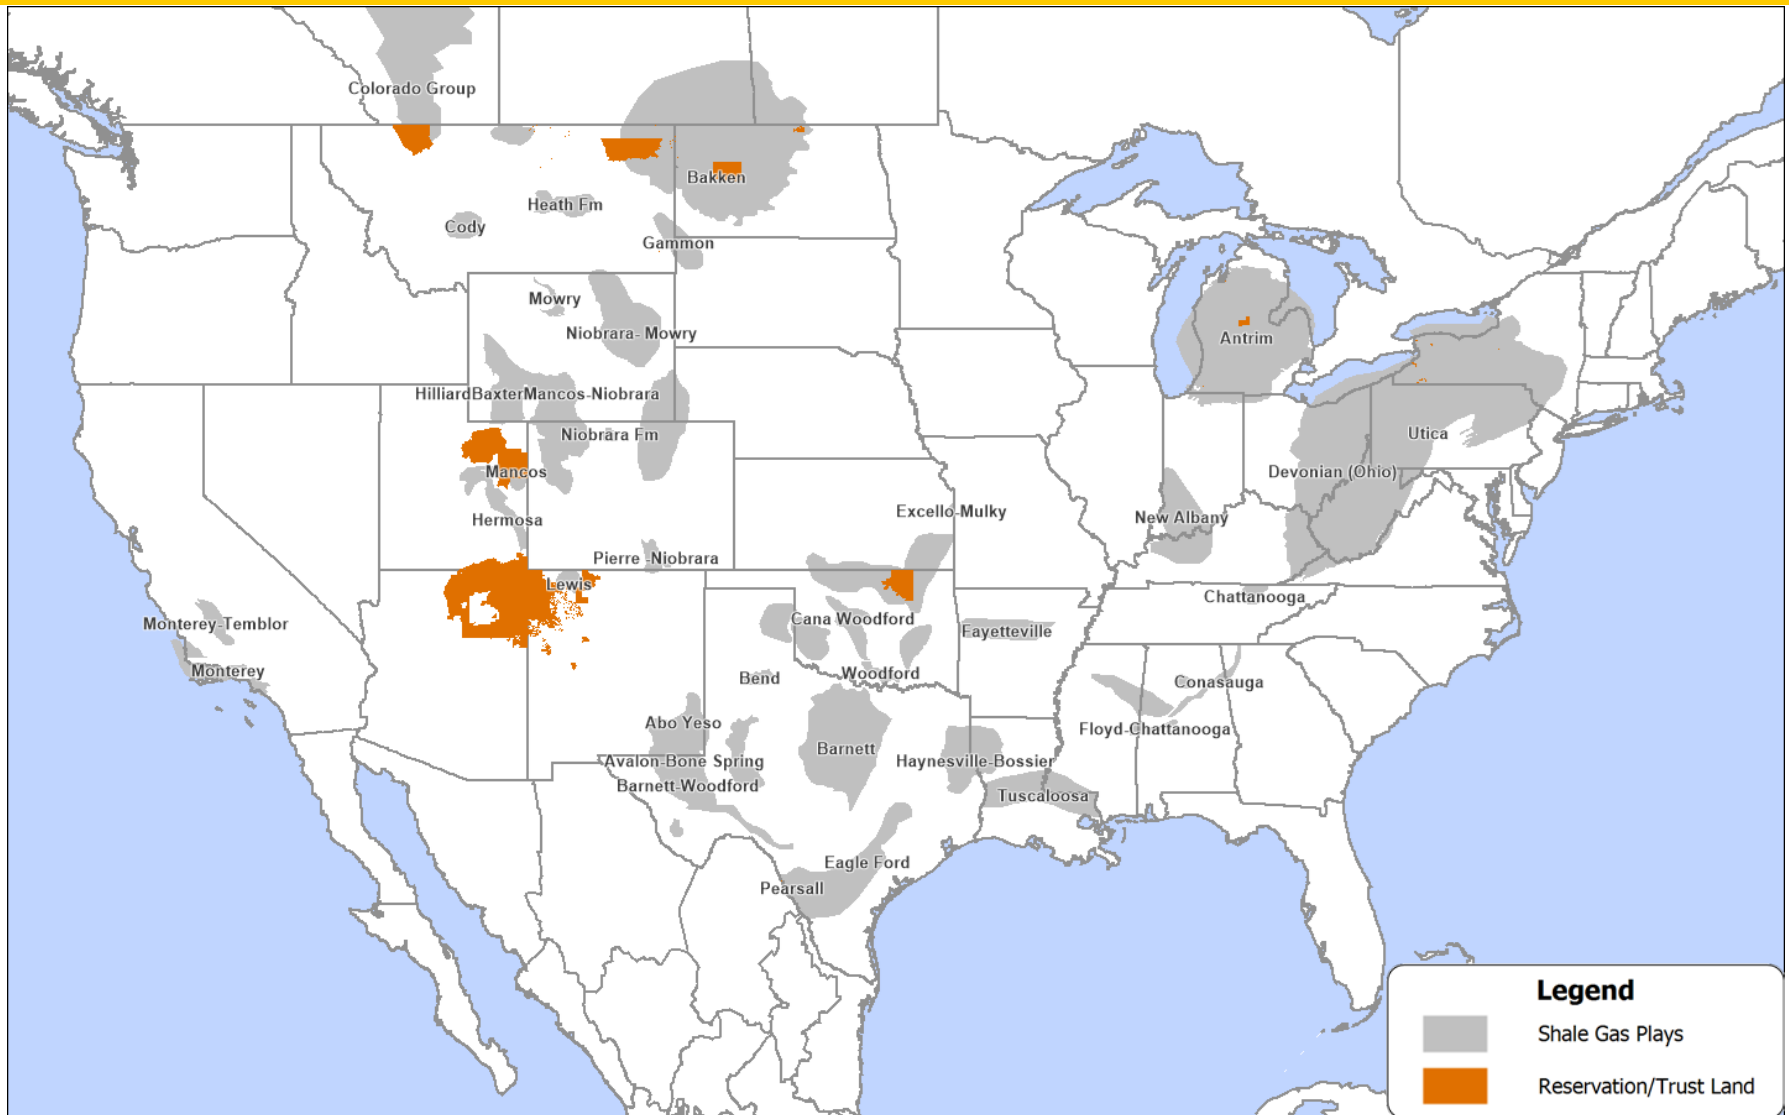 Colorado Group
Bakken
Heath Fm
Cody
Gammon
Mowry
Niobrara- Mowry
Antrim
HilliardBaxterMancos-Niobrara
Niobrara Fm
Utica
Mancos
Devonian (Ohio)
Hermosa
Excello-Mulky
New Albany
Pierre -Niobrara
Lewis
Chattanooga
Monterey-Temblor
Cana Woodford
Fayetteville
Monterey
Bend
Woodford
Conasauga
Abo Yeso
Floyd-Chattanooga
Barnett
Avalon-Bone Spring
Haynesville-Bossier
Barnett-Woodford
Tuscaloosa
Eagle Ford
Pearsall
Legend
Shale Gas Plays
Reservation/Trust Land